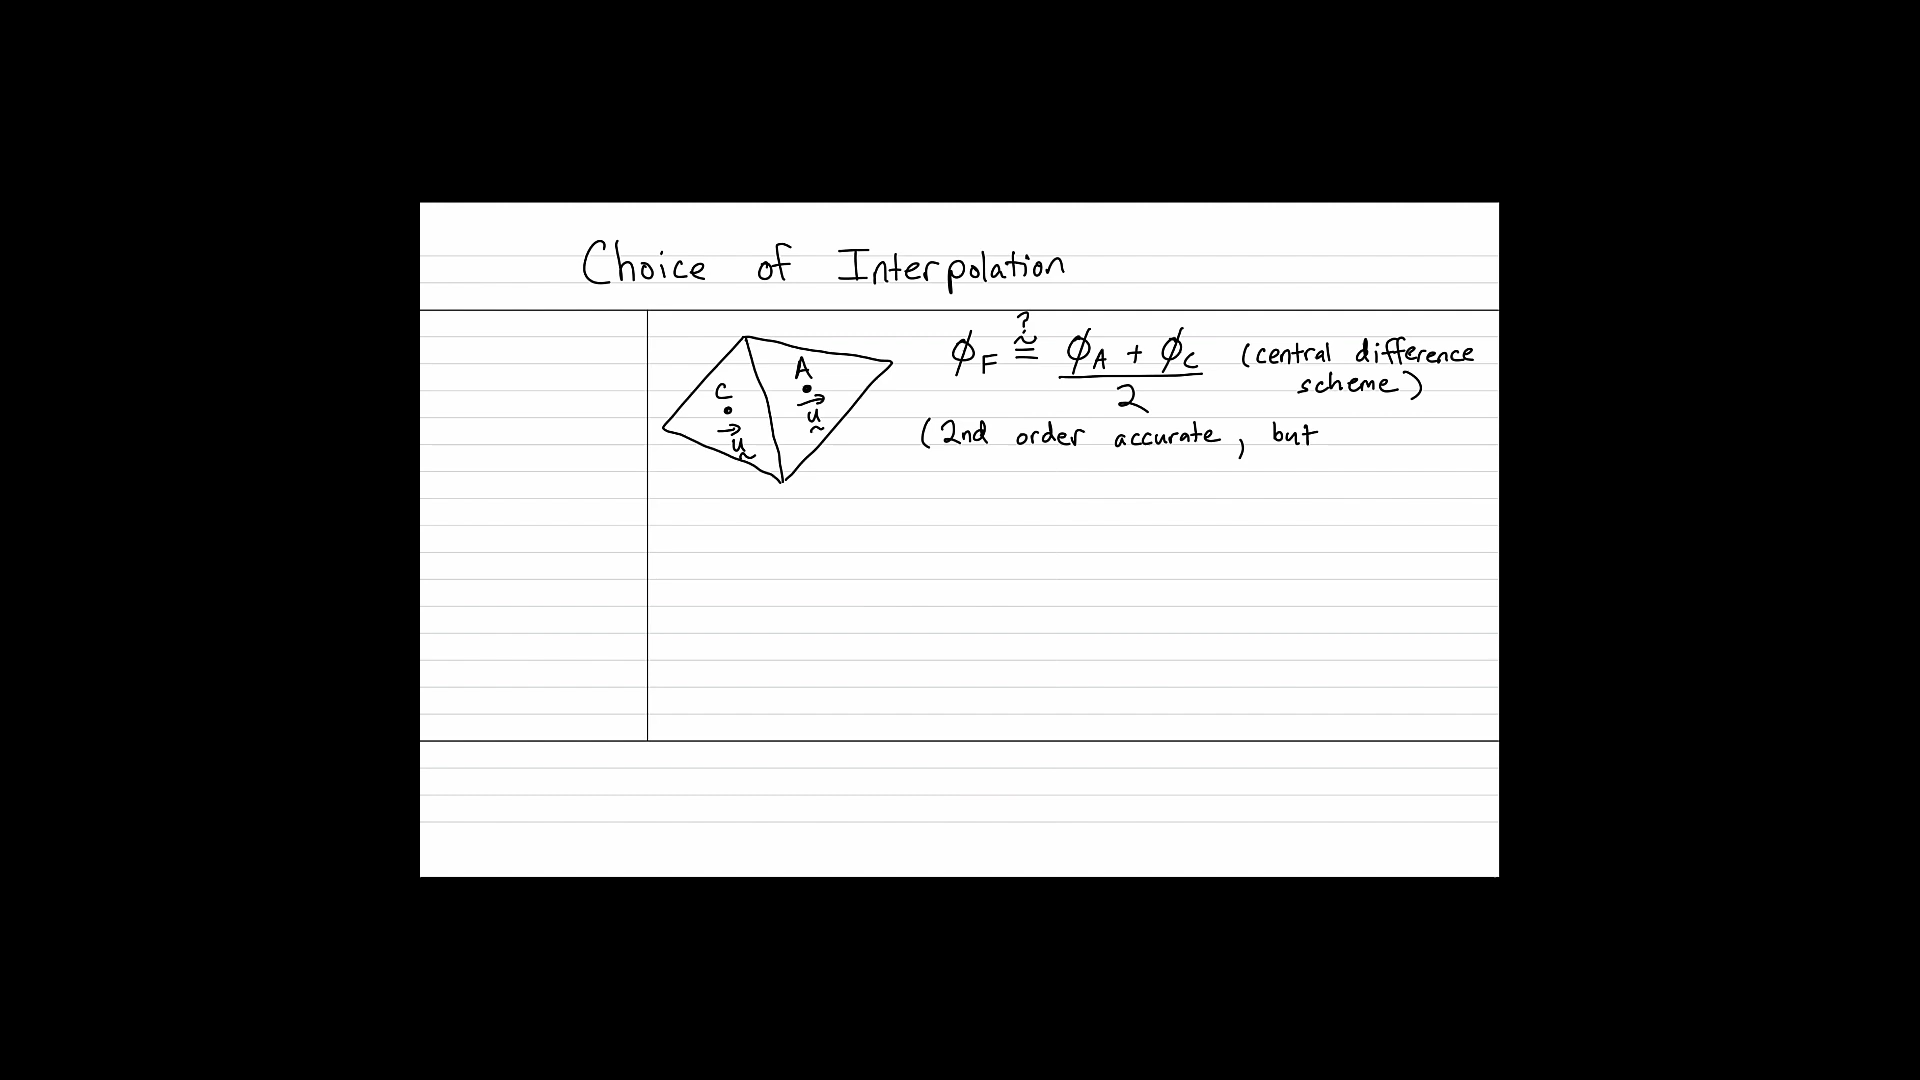 Choice of Interpolation
C
u
A
u
?
ϕF ≅ ϕA + ϕC (central difference
2 scheme)
(2nd order accurate, but